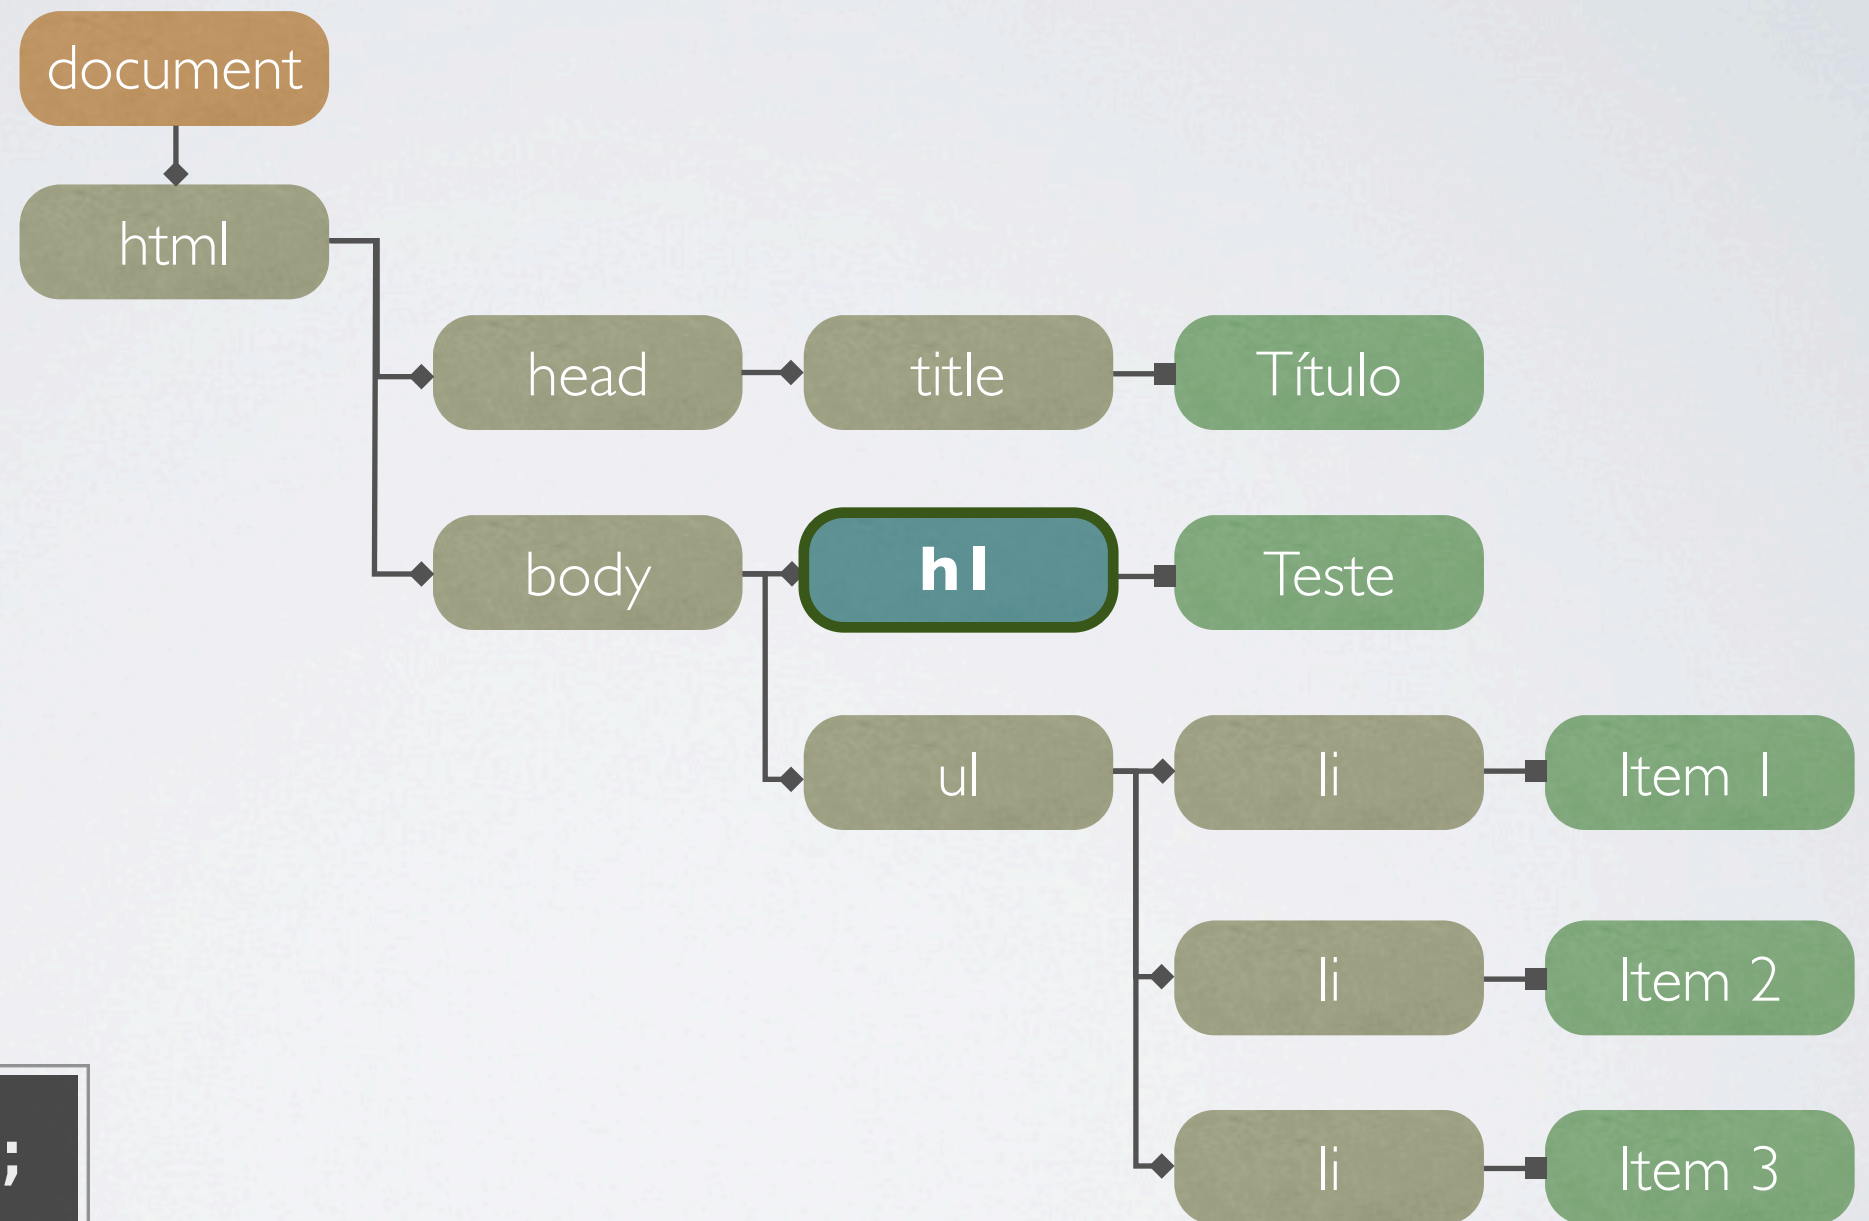 document
html
head title Título
body h1 Teste
ul li Item 1
li Item 2
li Item 3
;